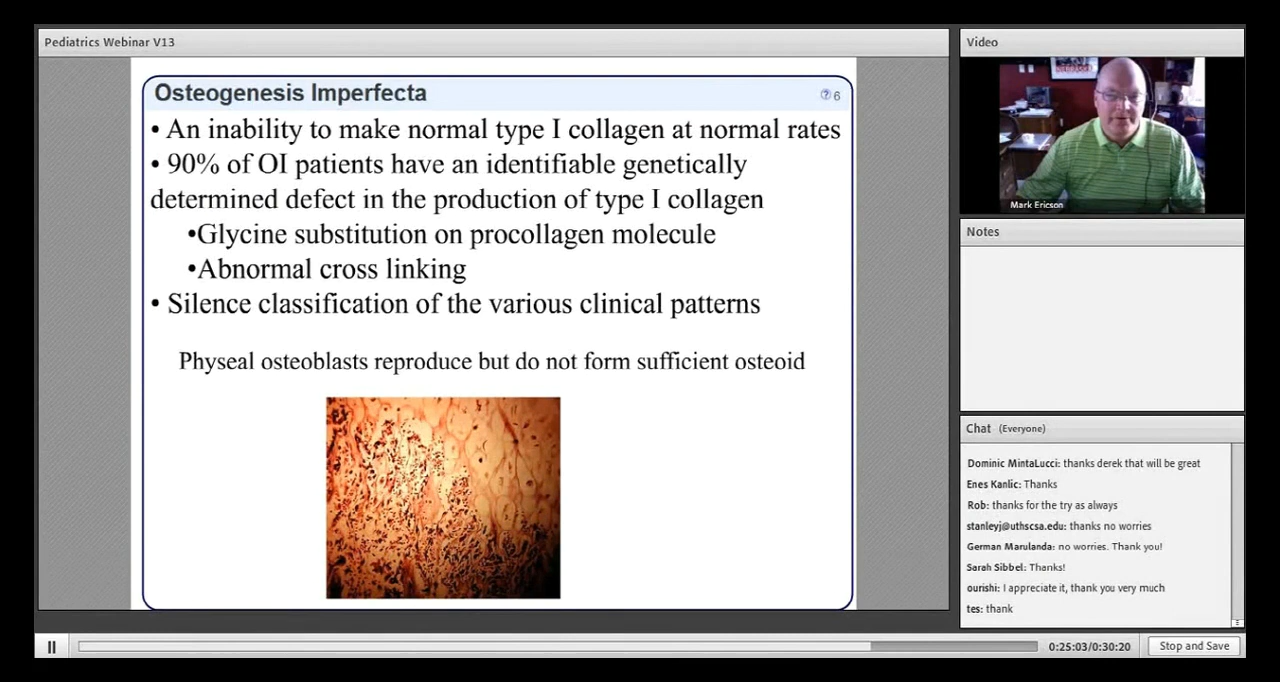 Pediatrics Webinar V13
Osteogenesis Imperfecta
? 6
• An inability to make normal type I collagen at normal rates
• 90% of OI patients have an identifiable genetically
determined defect in the production of type I collagen
•Glycine substitution on procollagen molecule
•Abnormal cross linking
• Silence classification of the various clinical patterns
Physeal osteoblasts reproduce but do not form sufficient osteoid
Video
Mark Ericson
Notes
Chat (Everyone)
Dominic MintaLucci: thanks derek that will be great
Enes Kanlic: Thanks
Rob: thanks for the try as always
stanleyj@uthscsa.edu: thanks no worries
German Marulanda: no worries. Thank you!
Sarah Sibbel: Thanks!
ourishi: I appreciate it, thank you very much
tes: thank
0:25:03/0:30:20
Stop and Save